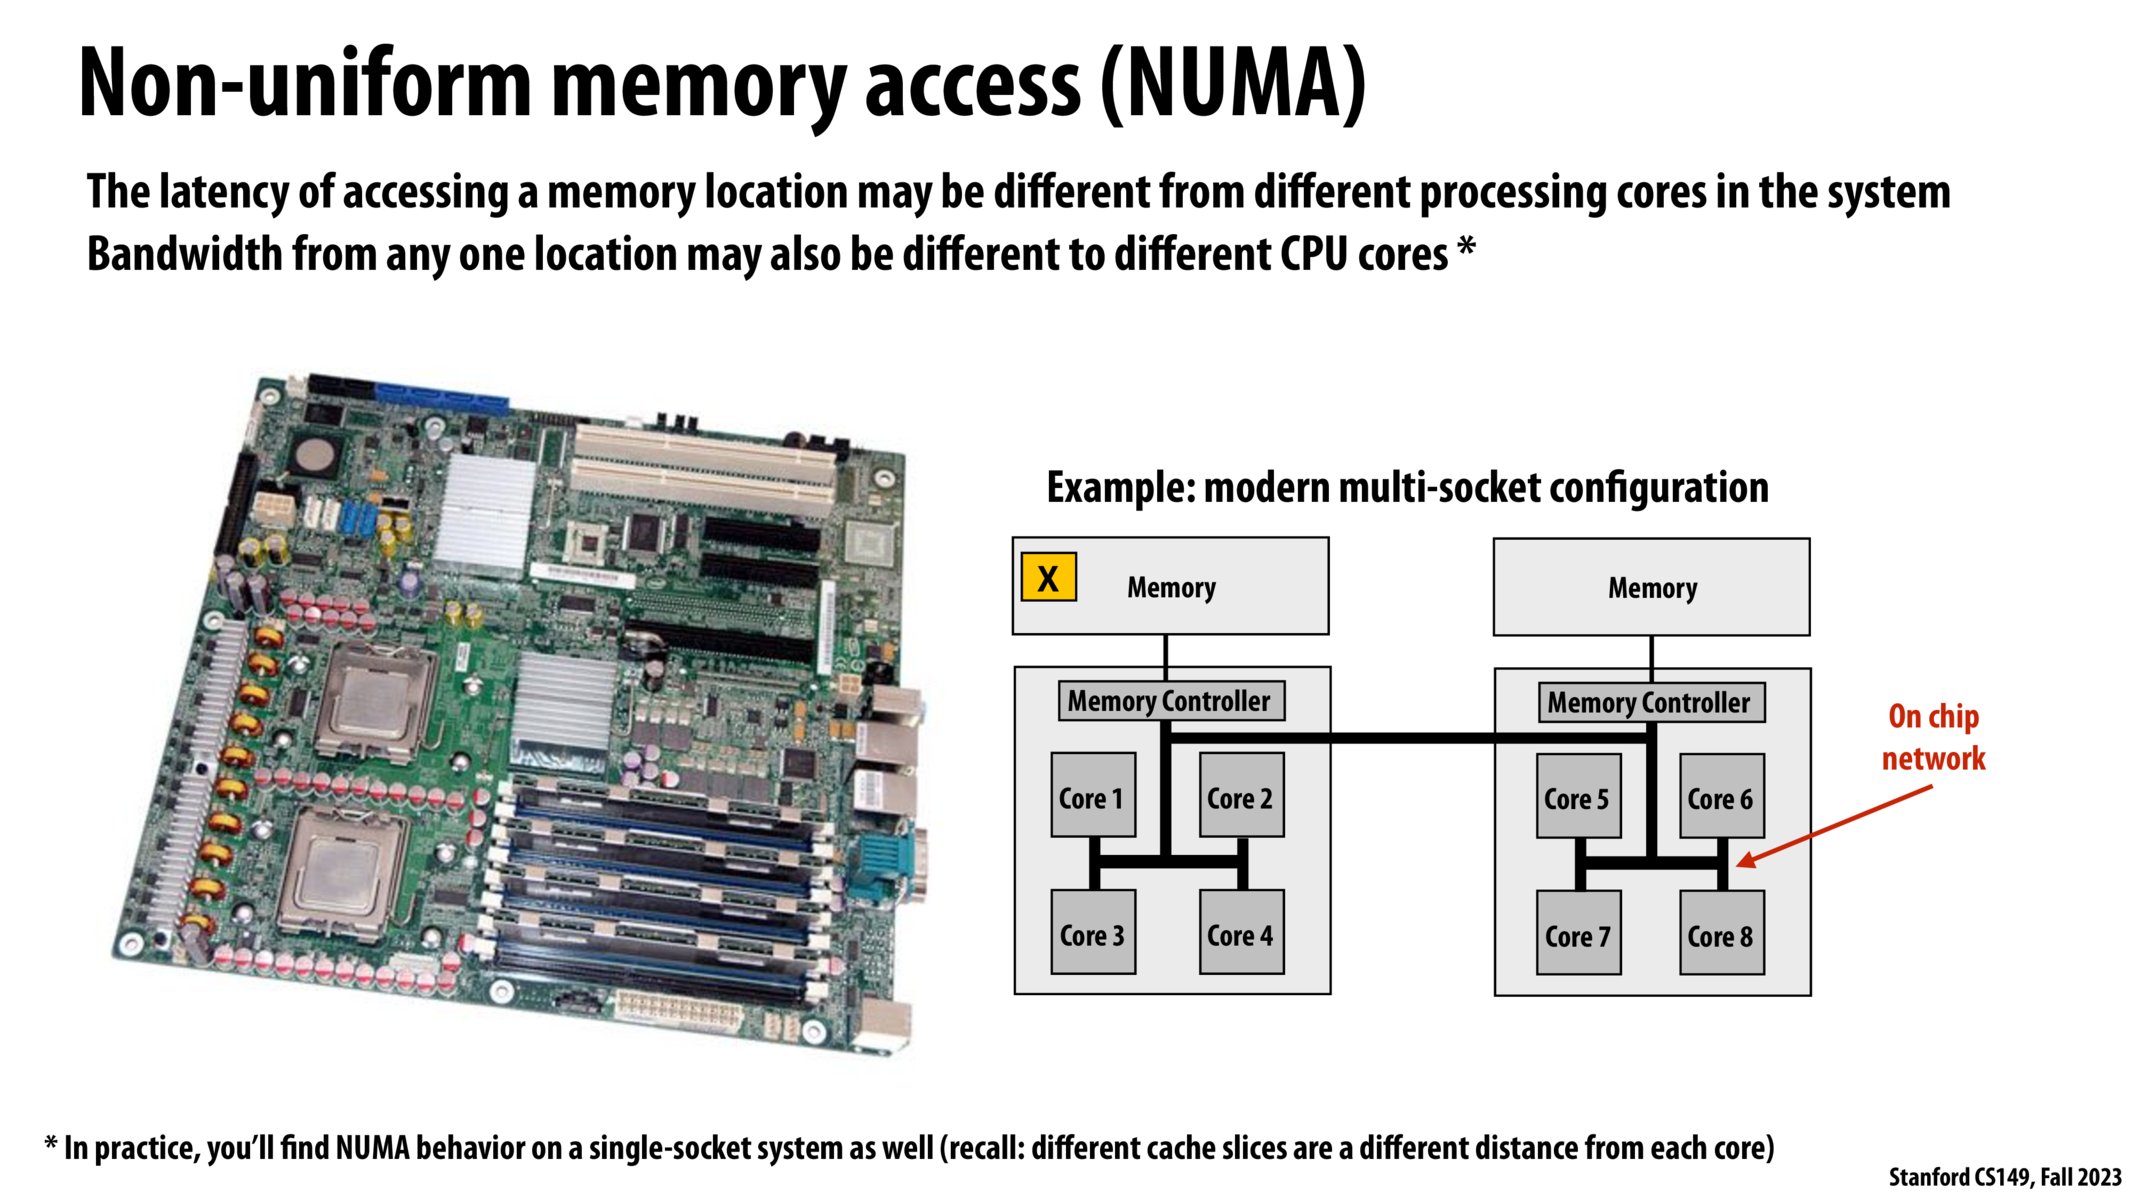 Non-uniform memory access (NUMA)
The latency of accessing a memory location may be different from different processing cores in the system
Bandwidth from any one location may also be different to different CPU cores *
Example: modern multi-socket configuration
X
Memory
Memory
Memory Controller
Memory Controller
On chip
network
Core 1
Core 2
Core 5
Core 6
Core 3
Core 4
Core 7
Core 8
* In practice, you’ll find NUMA behavior on a single-socket system as well (recall: different cache slices are a different distance from each core)
Stanford CS149, Fall 2023